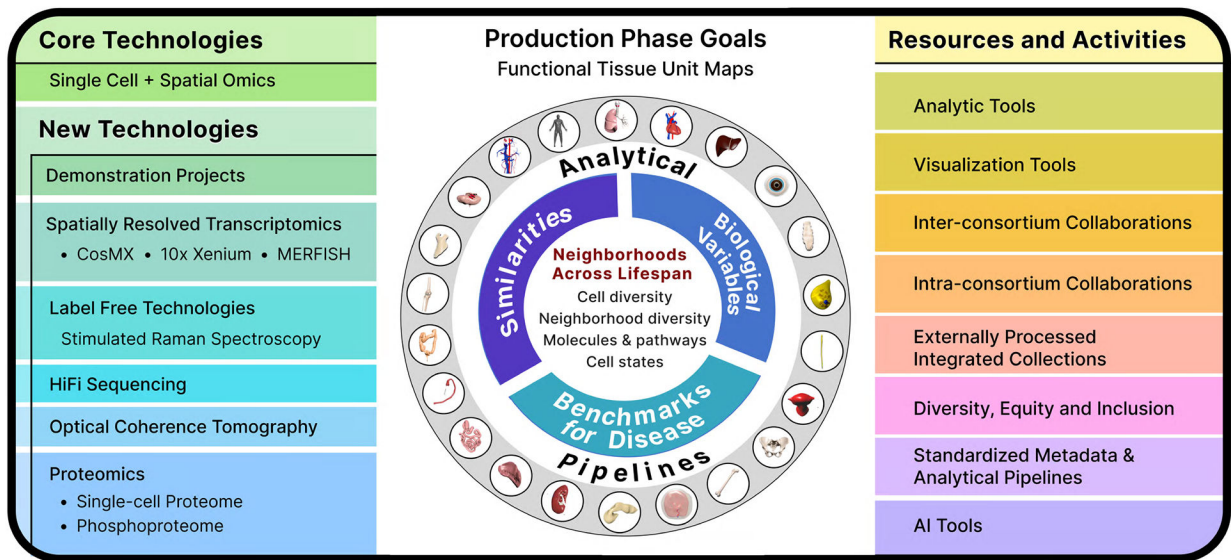 Core Technologies
Single Cell + Spatial Omics
New Technologies
Demonstration Projects
Spatially Resolved Transcriptomics
• CosMX • 10x Xenium • MERFISH
Label Free Technologies
Stimulated Raman Spectroscopy
HiFi Sequencing
Optical Coherence Tomography
Proteomics
• Single-cell Proteome
• Phosphoproteome
Production Phase Goals
Functional Tissue Unit Maps
Analytical
Similarities
Biological
Variables
Neighborhoods
Across Lifespan
Cell diversity
Neighborhood diversity
Molecules & pathways
Cell states
Benchmarks
for Disease
Pipelines
Resources and Activities
Analytic Tools
Visualization Tools
Inter-consortium Collaborations
Intra-consortium Collaborations
Externally Processed
Integrated Collections
Diversity, Equity and Inclusion
Standardized Metadata &
Analytical Pipelines
AI Tools